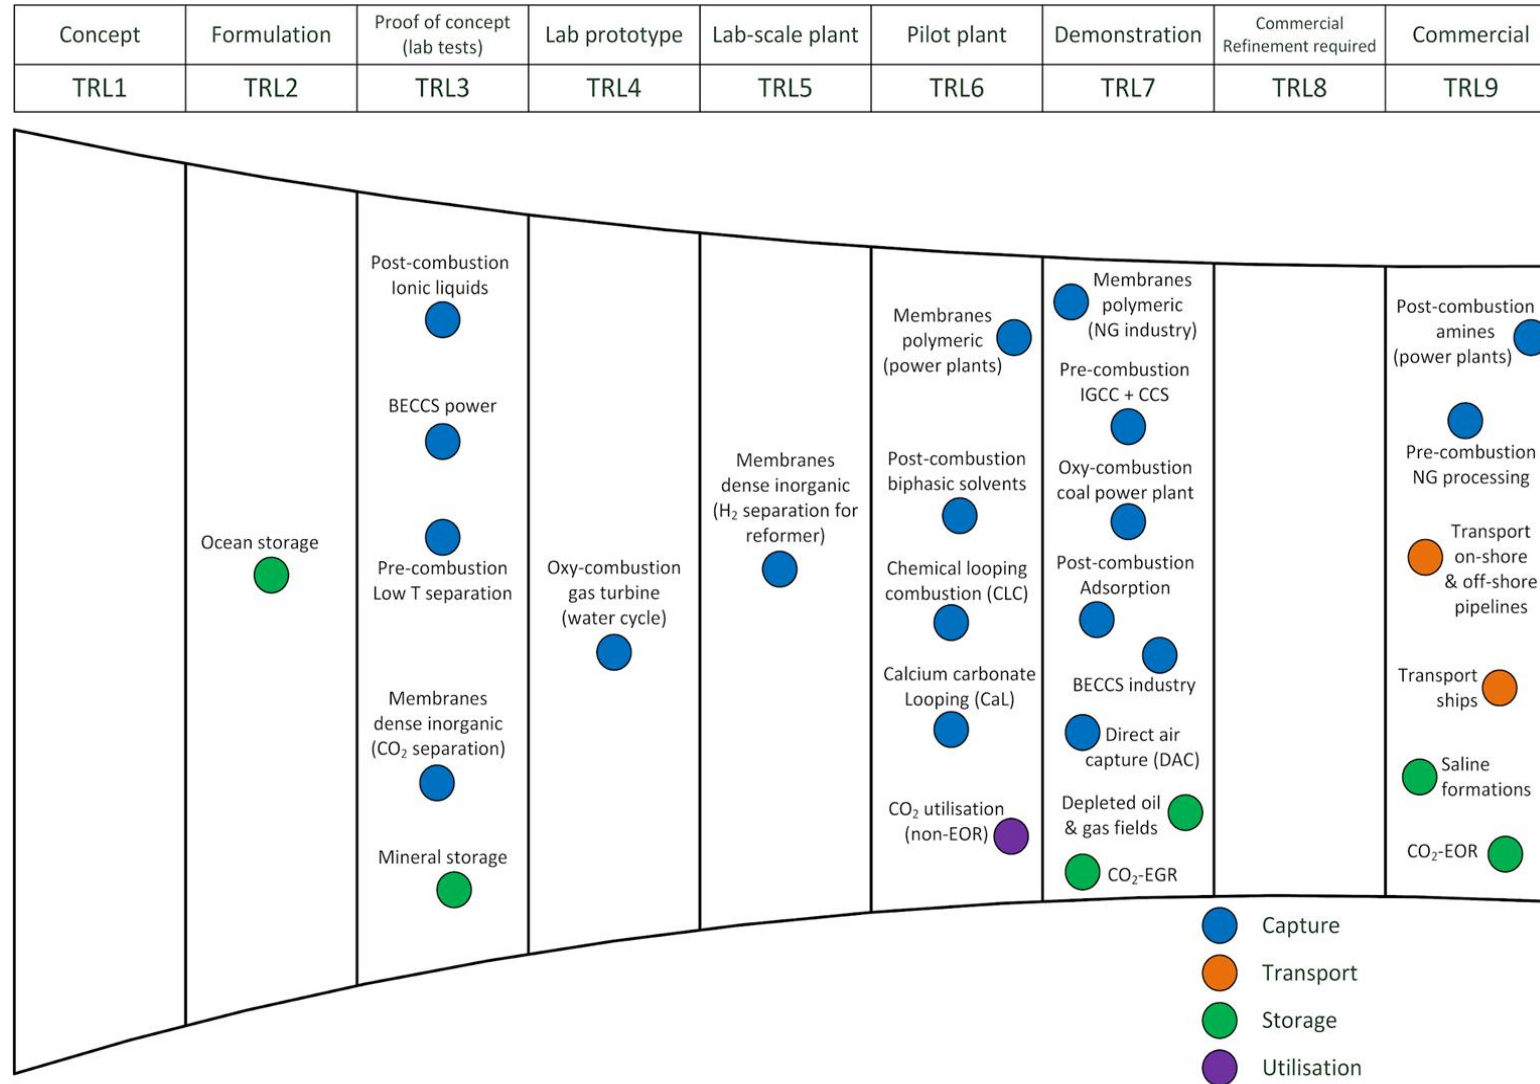 Concept
Formulation
Proof of concept
(lab tests)
Lab prototype
Lab-scale plant
Pilot plant
Demonstration
Commercial
Refinement required
Commercial
TRL1
TRL2
TRL3
TRL4
TRL5
TRL6
TRL7
TRL8
TRL9
Ocean storage
Post-combustion
Ionic liquids
BECCS power
Pre-combustion
Low T separation
Membranes
dense inorganic
(CO₂ separation)
Mineral storage
Oxy-combustion
gas turbine
(water cycle)
Membranes
dense inorganic
(H₂ separation for
reformer)
Membranes
polymeric
(power plants)
Post-combustion
biphasic solvents
Chemical looping
combustion (CLC)
Calcium carbonate
Looping (CaL)
CO₂ utilisation
(non-EOR)
Membranes
polymeric
(NG industry)
Pre-combustion
IGCC + CCS
Oxy-combustion
coal power plant
Post-combustion
Adsorption
BECCS industry
Direct air
capture (DAC)
Depleted oil
& gas fields
CO₂-EGR
Post-combustion
amines
(power plants)
Pre-combustion
NG processing
Transport
on-shore
& off-shore
pipelines
Transport
ships
Saline
formations
CO₂-EOR
Capture
Transport
Storage
Utilisation